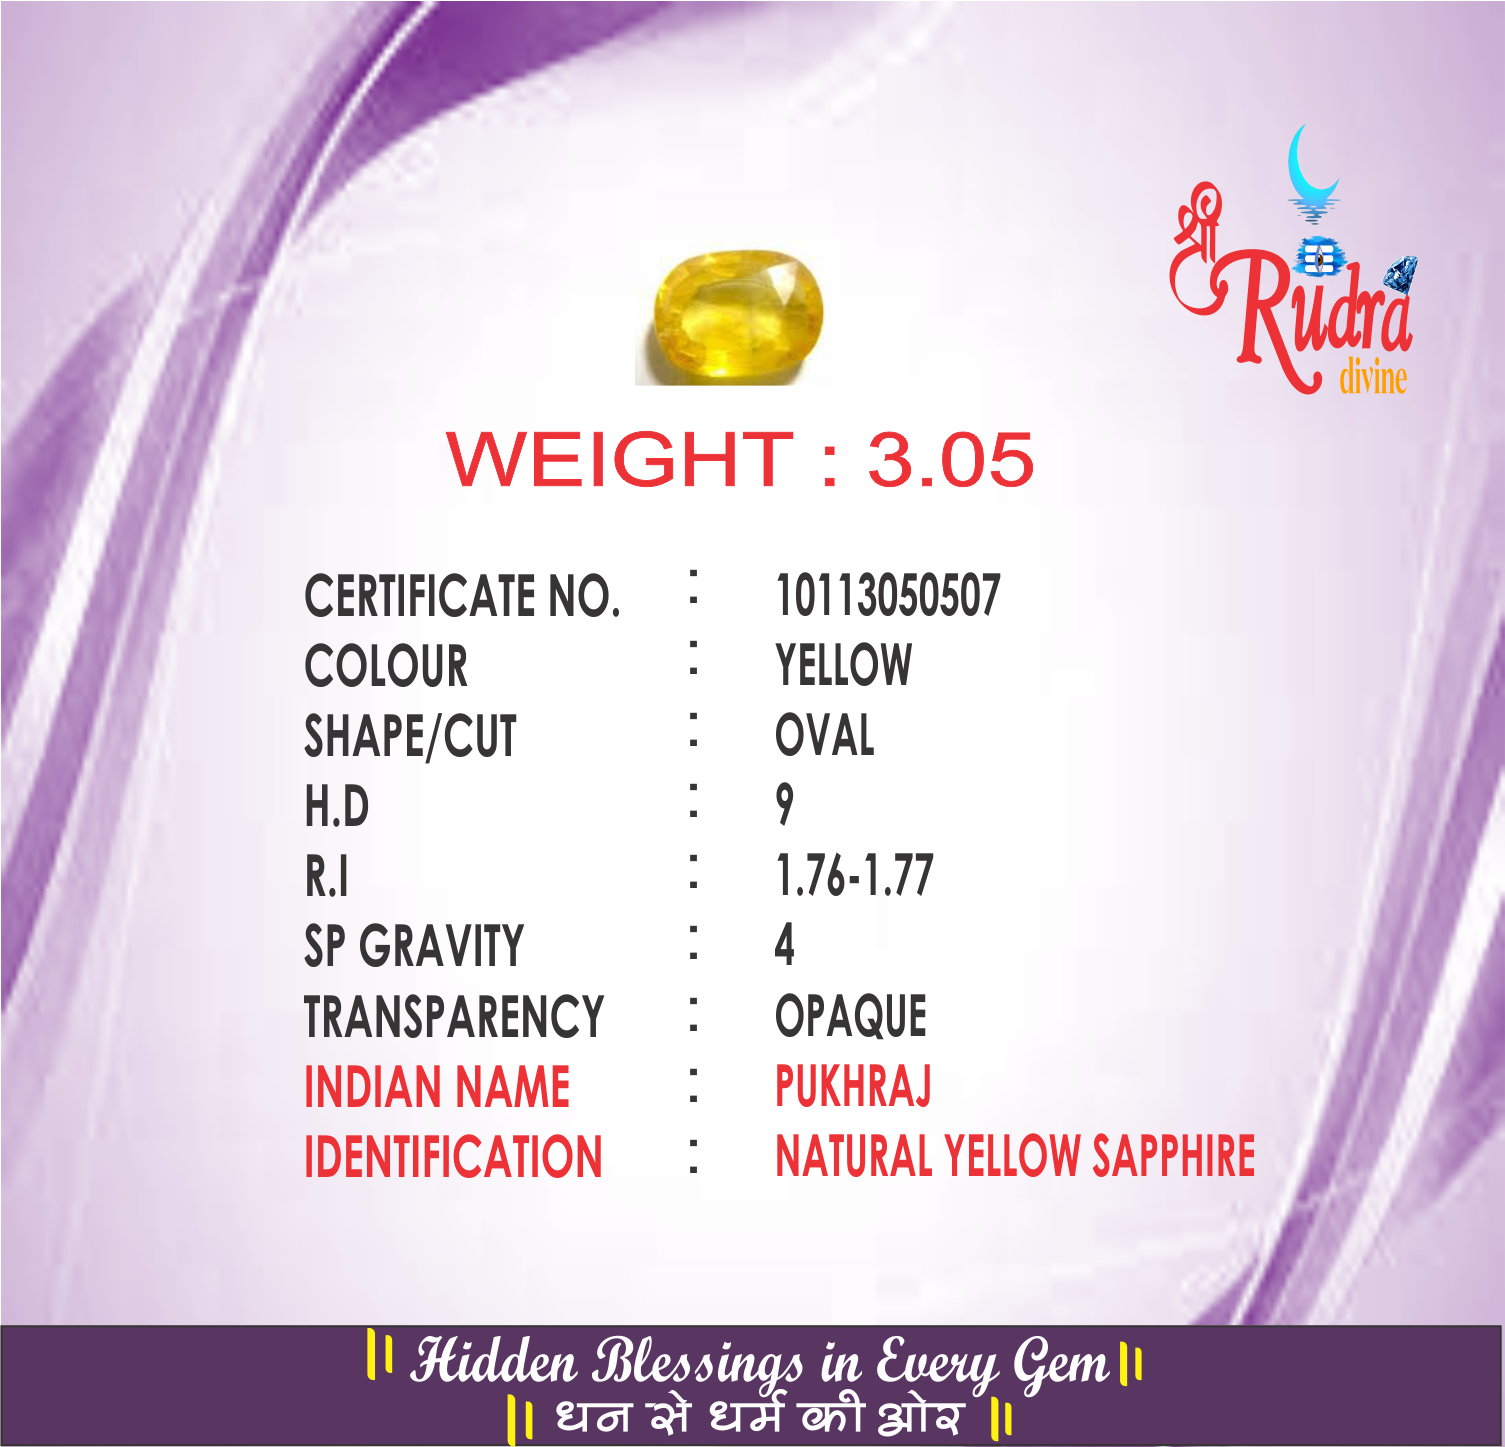 श्री
Rudra
divine
WEIGHT : 3.05
CERTIFICATE NO. : 10113050507
COLOUR : YELLOW
SHAPE/CUT : OVAL
H.D : 9
R.I : 1.76-1.77
SP GRAVITY : 4
TRANSPARENCY : OPAQUE
INDIAN NAME : PUKHRAJ
IDENTIFICATION : NATURAL YELLOW SAPPHIRE
॥ Hidden Blessings in Every Gem ॥
॥ धन से धर्म की ओर ॥